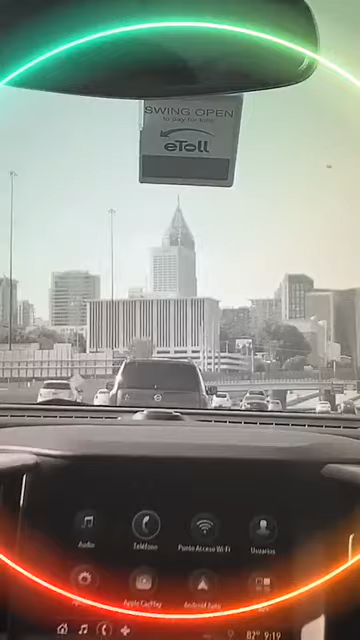 SWING OPEN
to pay for tolls
eToll
Audio
Teléfono
Punto Acceso Wi-Fi
Usuarios
Apple CarPlay
Android Auto
82° 9:19